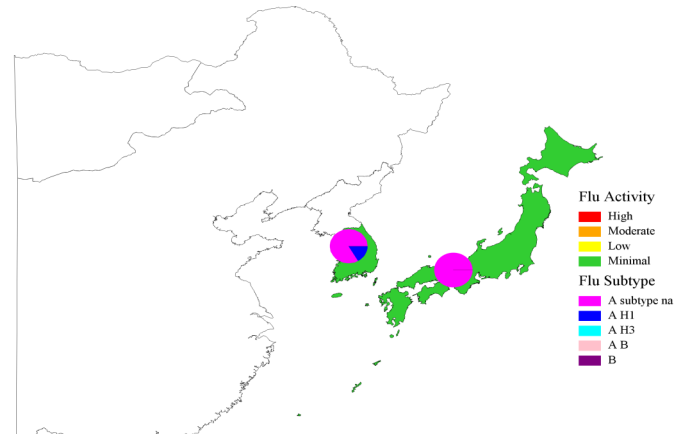 Flu Activity
High
Moderate
Low
Minimal
Flu Subtype
A subtype na
A H1
A H3
A B
B